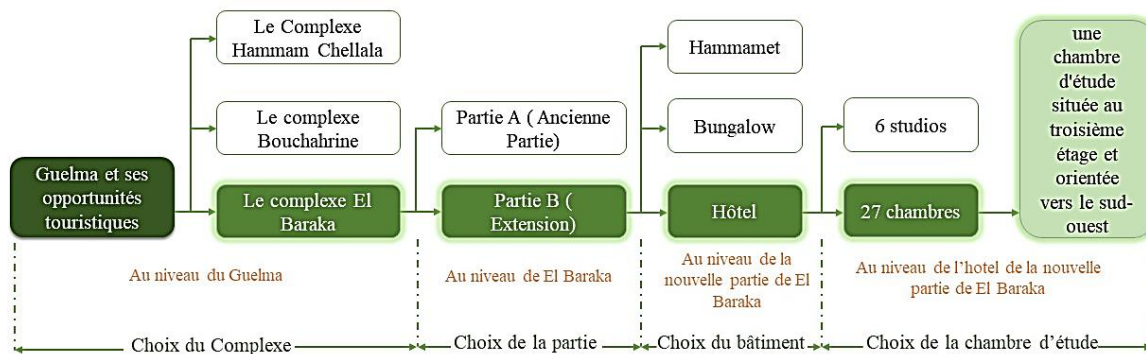 Le Complexe
Hammam Chellala
Le complexe
Bouchahrine
Guelma et ses
opportunités
touristiques
Le complexe El
Baraka
Partie A ( Ancienne
Partie)
Partie B (
Extension)
Hammamet
Bungalow
Hôtel
6 studios
27 chambres
une
chambre
d'étude
située au
troisième
étage et
orientée
vers le sud-
ouest
Au niveau du Guelma
Au niveau de El Baraka
Au niveau de la
nouvelle partie de El
Baraka
Au niveau de l’hotel de la nouvelle
partie de El Baraka
Choix du Complexe
Choix de la partie
Choix du bâtiment
Choix de la chambre d’étude